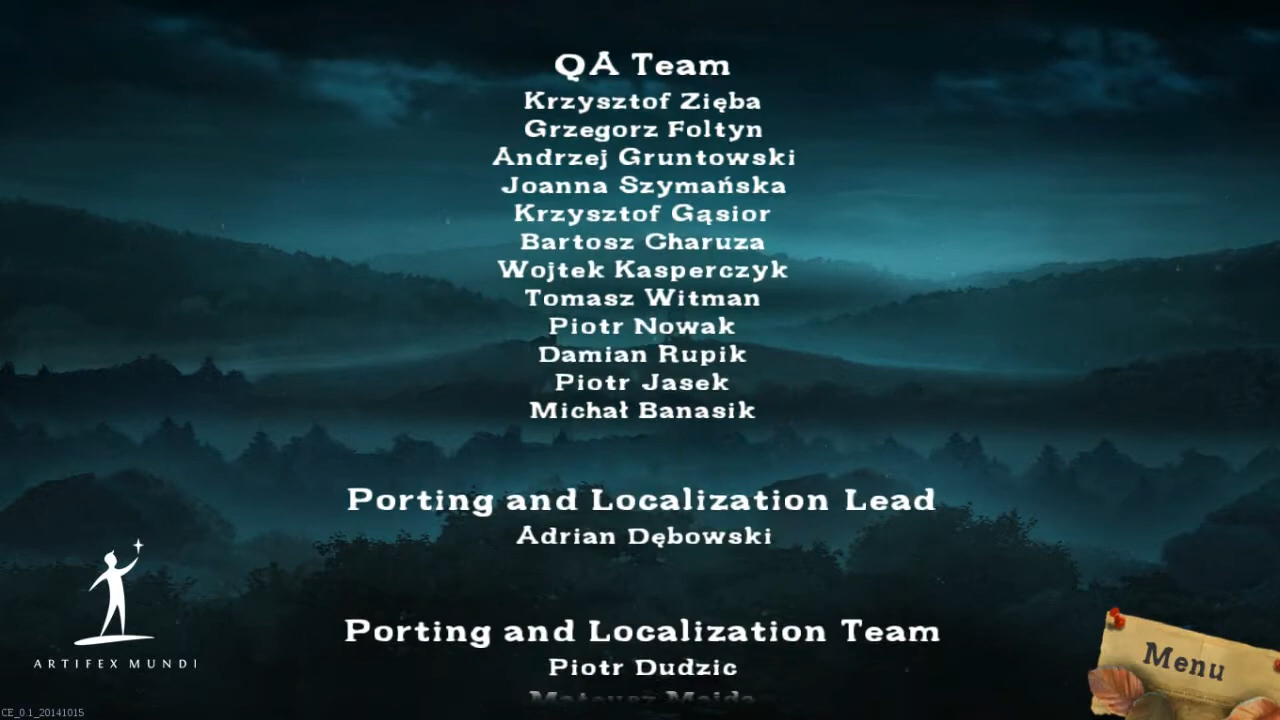 QA Team
Krzysztof Zięba
Grzegorz Foltyn
Andrzej Gruntowski
Joanna Szymańska
Krzysztof Gąsior
Bartosz Charuza
Wojtek Kasperczyk
Tomasz Witman
Piotr Nowak
Damian Rupik
Piotr Jasek
Michał Banasik
Porting and Localization Lead
Adrian Dębowski
Porting and Localization Team
Piotr Dudzic
Mateusz
ARTIFEX MUNDI
Menu
CE_0.1_20141015